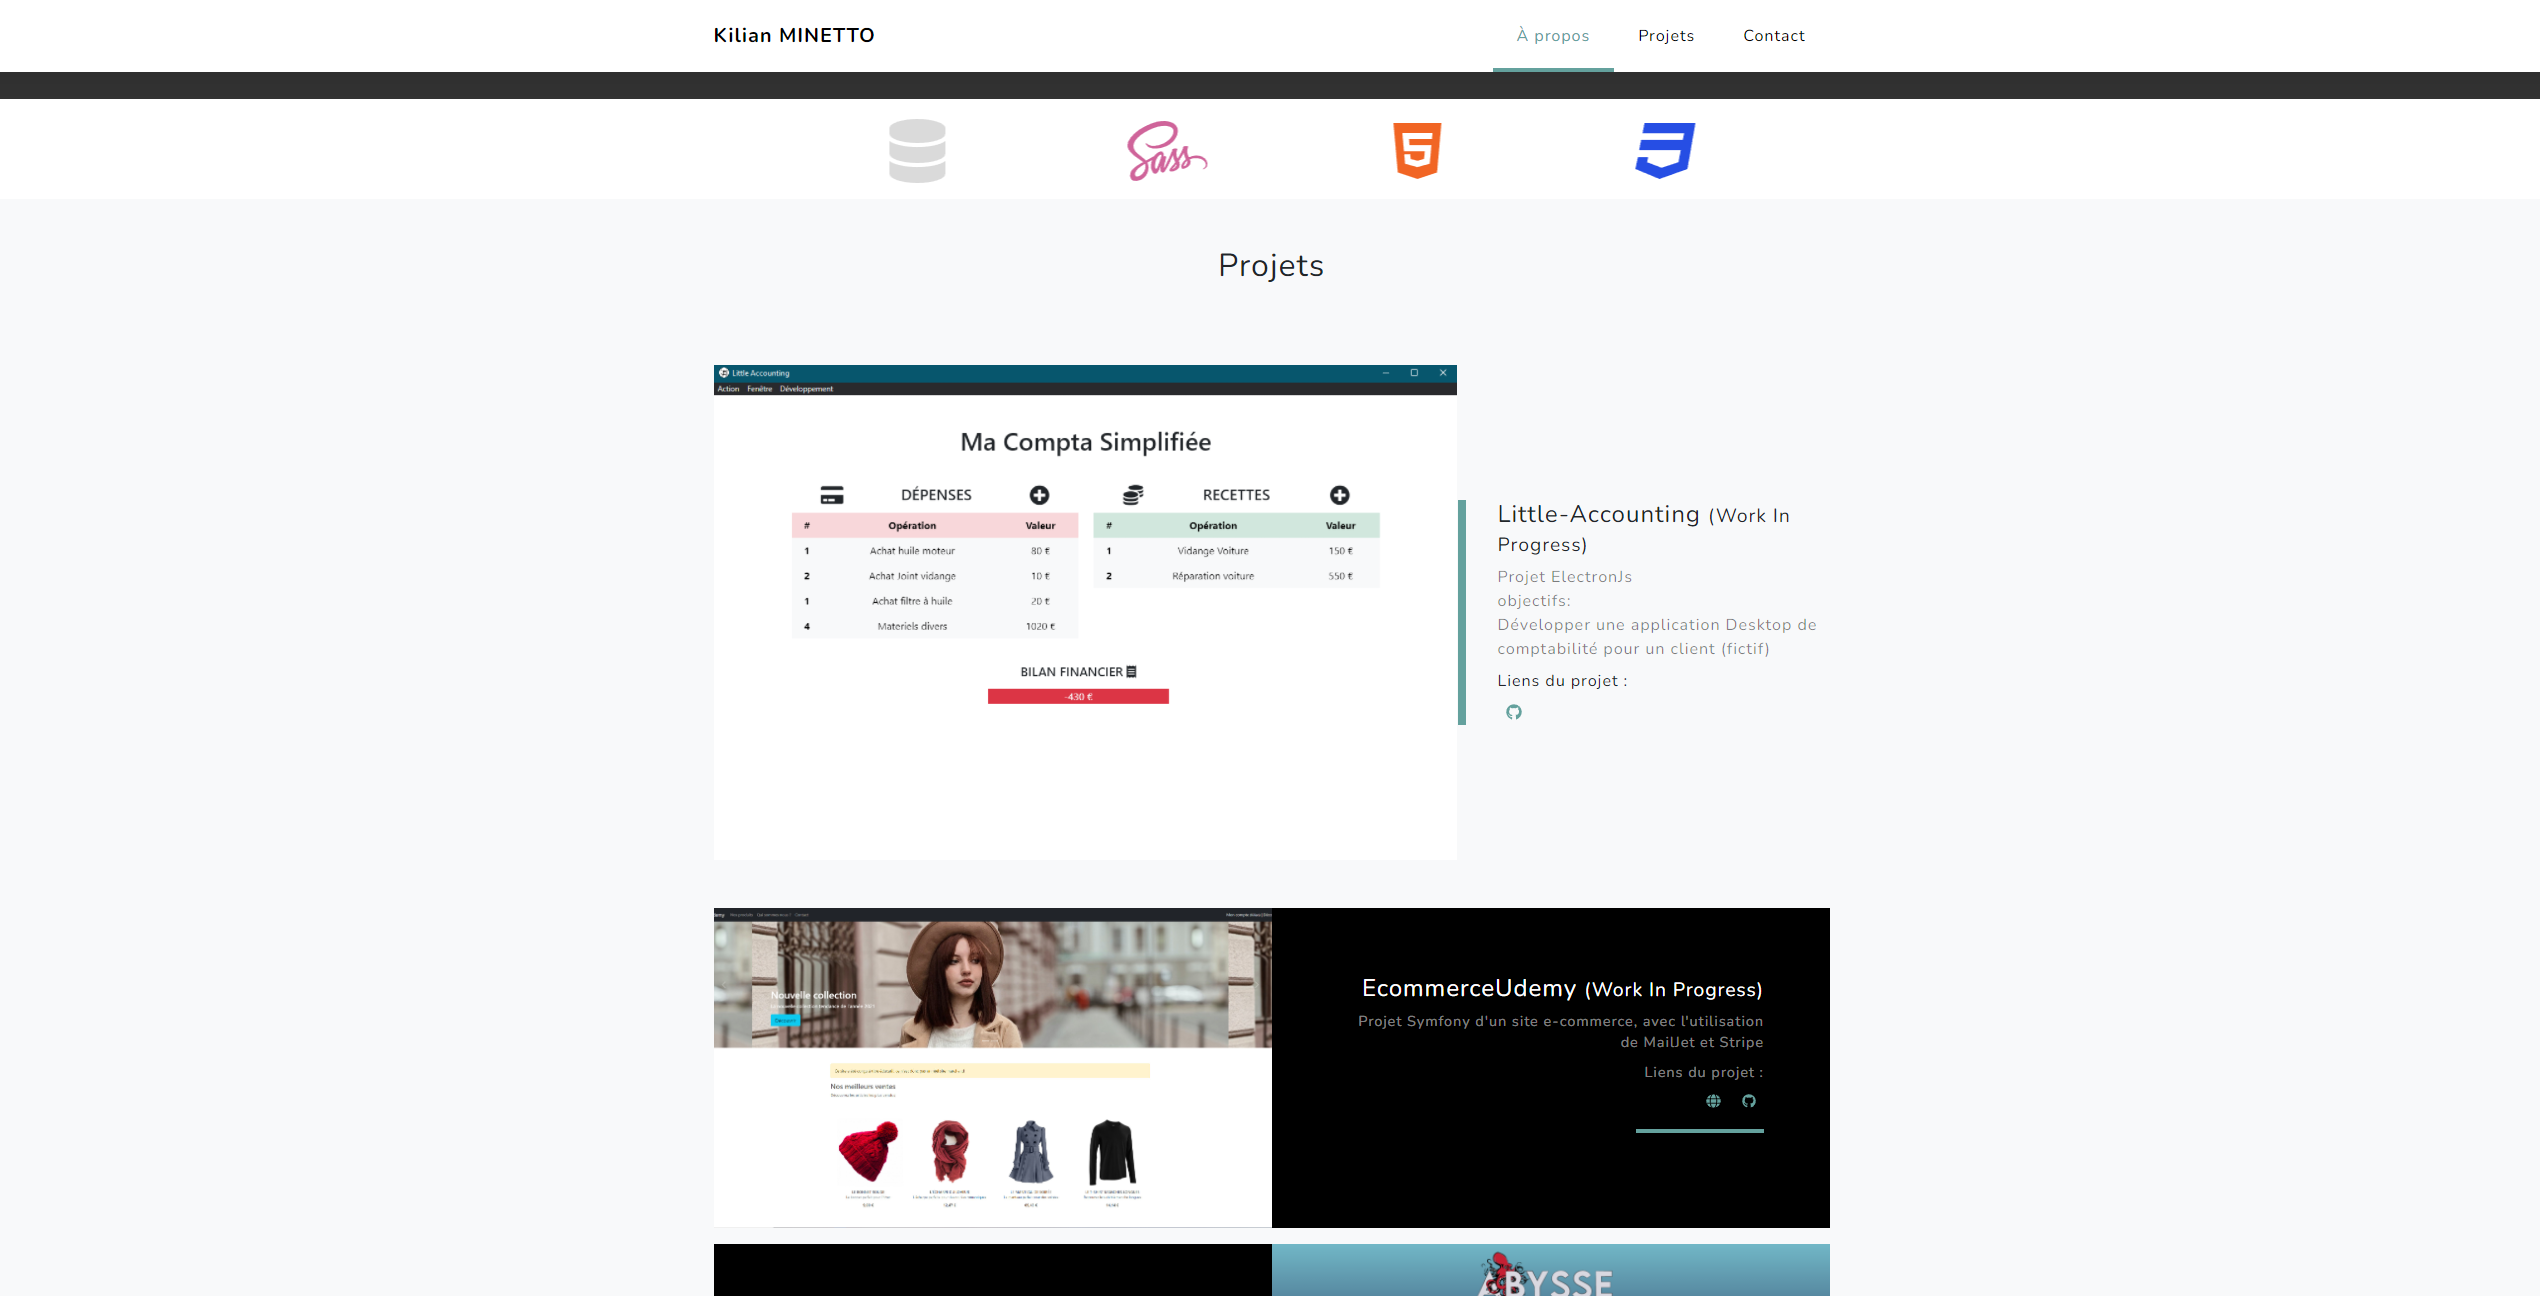 Kilian MINETTO
À propos
Projets
Contact
Sass
5
Projets
Little Accounting
Action Fenêtre Développement
Ma Compta Simplifiée
DÉPENSES
# Opération Valeur
1 Achat huile moteur 80 €
2 Achat Joint vidange 10 €
1 Achat filtre à huile 20 €
4 Materiels divers 1020 €
RECETTES
# Opération Valeur
1 Vidange Voiture 150 €
2 Réparation voiture 550 €
BILAN FINANCIER
-430 €
Little-Accounting (Work In
Progress)
Projet ElectronJs
objectifs:
Développer une application Desktop de
comptabilité pour un client (fictif)
Liens du projet :
Nouvelle collection
Nos meilleurs ventes
EcommerceUdemy (Work In Progress)
Projet Symfony d'un site e-commerce, avec l'utilisation
de MailJet et Stripe
Liens du projet :
ABYSSE